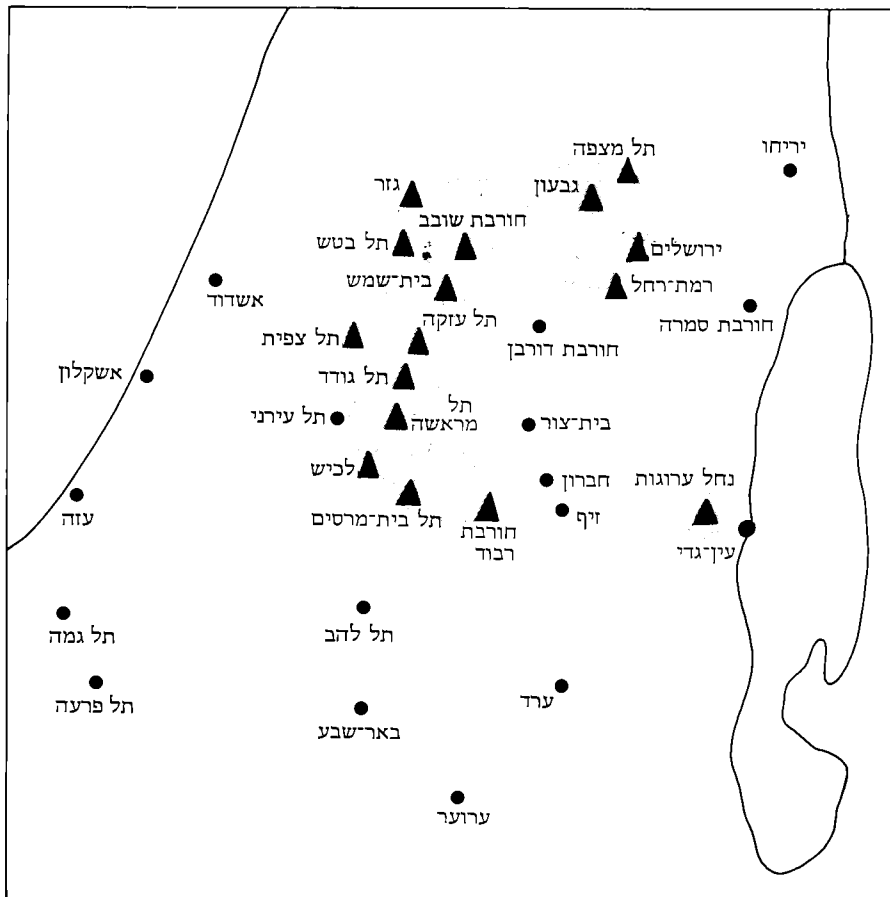 תל מצפה
יריחו
גזר
גבעון
חורבת שובב
תל בטש
ירושלים
בית־שמש
רמת־רחל
אשדוד
תל עזקה
חורבת סמרה
תל צפית
חורבת דורבן
אשקלון
תל גודד
תל
מראשה
תל עירני
בית־צור
לכיש
חברון
נחל ערוגות
עזה
תל בית־מרסים
זיף
חורבת
רבוד
עין־גדי
תל גמה
תל להב
תל פרעה
ערד
באר־שבע
ערוער